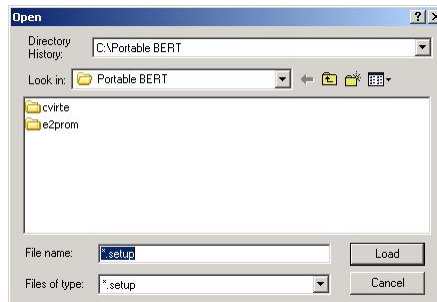 Open
Directory
History:
C:\Portable BERT
Look in:
Portable BERT
cvirte
e2prom
File name:
*.setup
Load
Files of type:
*.setup
Cancel